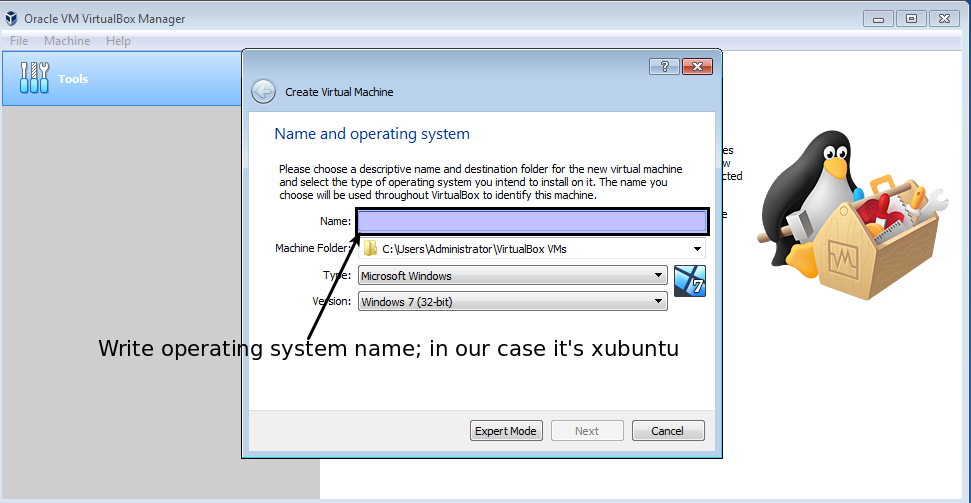 Oracle VM VirtualBox Manager
File Machine Help
Tools
?
Create Virtual Machine
Name and operating system
Please choose a descriptive name and destination folder for the new virtual machine
and select the type of operating system you intend to install on it. The name you
choose will be used throughout VirtualBox to identify this machine.
Name:
Machine Folder: C:\Users\Administrator\VirtualBox VMs
Type: Microsoft Windows
7
Version: Windows 7 (32-bit)
Write operating system name; in our case it's xubuntu
Expert Mode Next Cancel